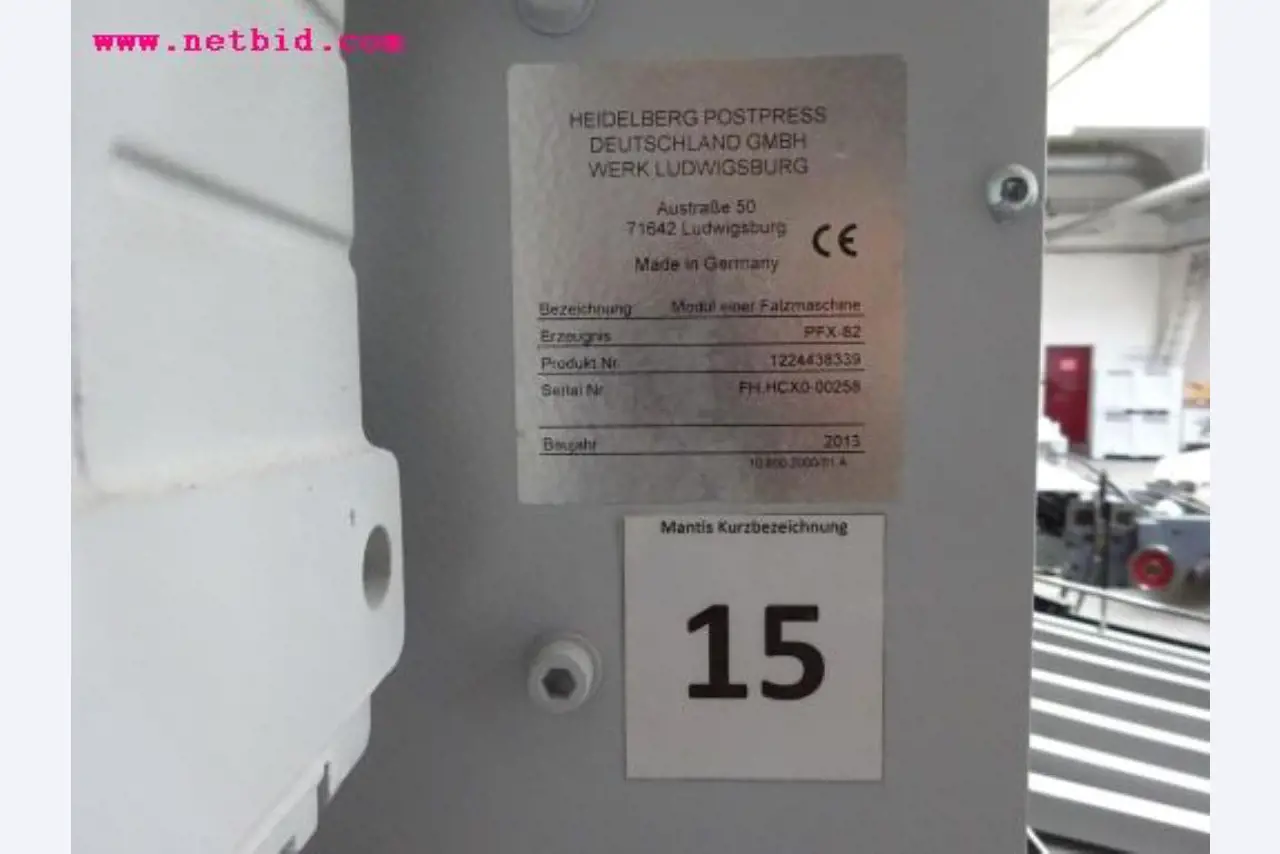 www.netbid.com
HEIDELBERG POSTPRESS
DEUTSCHLAND GMBH
WERK LUDWIGSBURG
Austraße 50
71642 Ludwigsburg
CE
Made in Germany
Bezeichnung Modul einer Falzmaschine
Erzeugnis PFX-82
Produkt Nr. 1224438339
Serial Nr FH.HCX0-00258
Baujahr 2013
Mantis Kurzbezeichnung
15